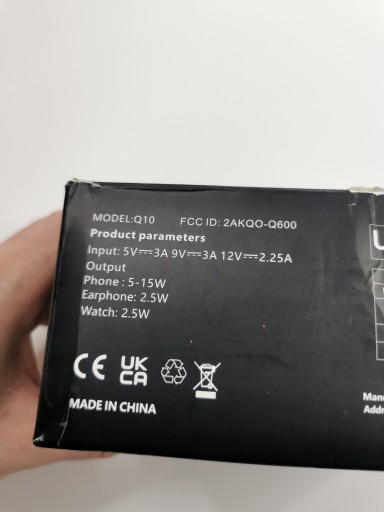 MODEL:Q10 FCC ID: 2AKQO-Q600
Product parameters
Input: 5V⎓3A 9V⎓3A 12V⎓2.25A
Output
Phone : 5-15W
Earphone: 2.5W
Watch: 2.5W
CE UK CA
MADE IN CHINA